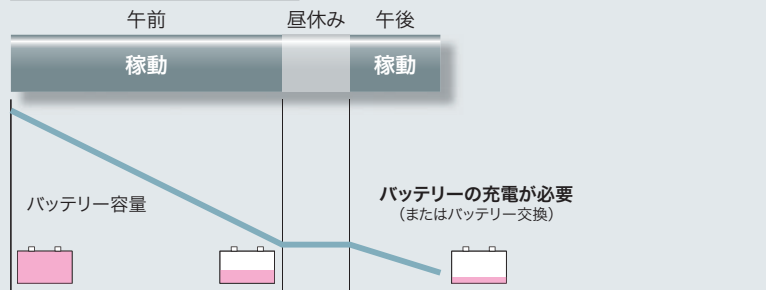 午前 昼休み 午後
稼動 稼動
バッテリー容量
バッテリーの充電が必要
（またはバッテリー交換）